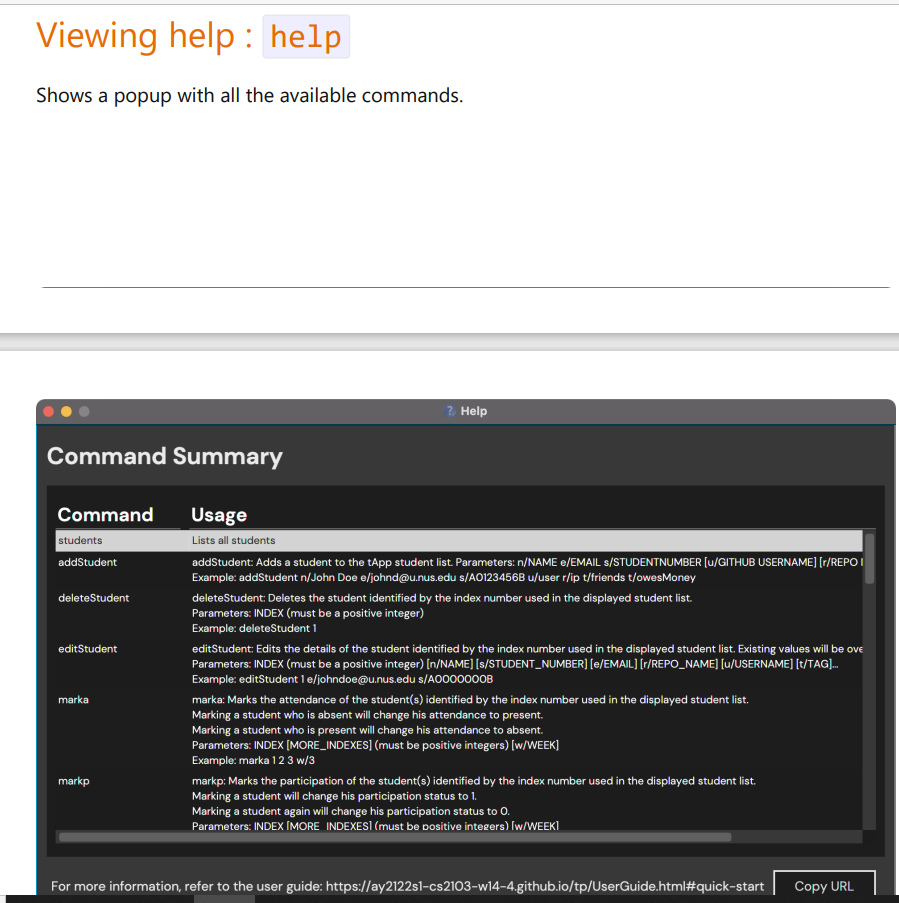 Viewing help : help
Shows a popup with all the available commands.
? Help
Command Summary
Command Usage
students Lists all students
addStudent addStudent: Adds a student to the tApp student list. Parameters: n/NAME e/EMAIL s/STUDENTNUMBER [u/GITHUB USERNAME] [r/REPO
Example: addStudent n/John Doe e/johnd@u.nus.edu s/A0123456B u/user r/ip t/friends t/owesMoney
deleteStudent deleteStudent: Deletes the student identified by the index number used in the displayed student list.
Parameters: INDEX (must be a positive integer)
Example: deleteStudent 1
editStudent editStudent: Edits the details of the student identified by the index number used in the displayed student list. Existing values will be ove
Parameters: INDEX (must be a positive integer) [n/NAME] [s/STUDENT_NUMBER] [e/EMAIL] [r/REPO_NAME] [u/USERNAME] [t/TAG]...
Example: editStudent 1 e/johndoe@u.nus.edu s/A0000000B
marka marka: Marks the attendance of the student(s) identified by the index number used in the displayed student list.
Marking a student who is absent will change his attendance to present.
Marking a student who is present will change his attendance to absent.
Parameters: INDEX [MORE_INDEXES] (must be positive integers) [w/WEEK]
Example: marka 1 2 3 w/3
markp markp: Marks the participation of the student(s) identified by the index number used in the displayed student list.
Marking a student will change his participation status to 1.
Marking a student again will change his participation status to 0.
Parameters: INDEX [MORE_INDEXES] (must be positive integers) [w/WEEK]
For more information, refer to the user guide: https://ay2122s1-cs2103-w14-4.github.io/tp/UserGuide.html#quick-start Copy URL